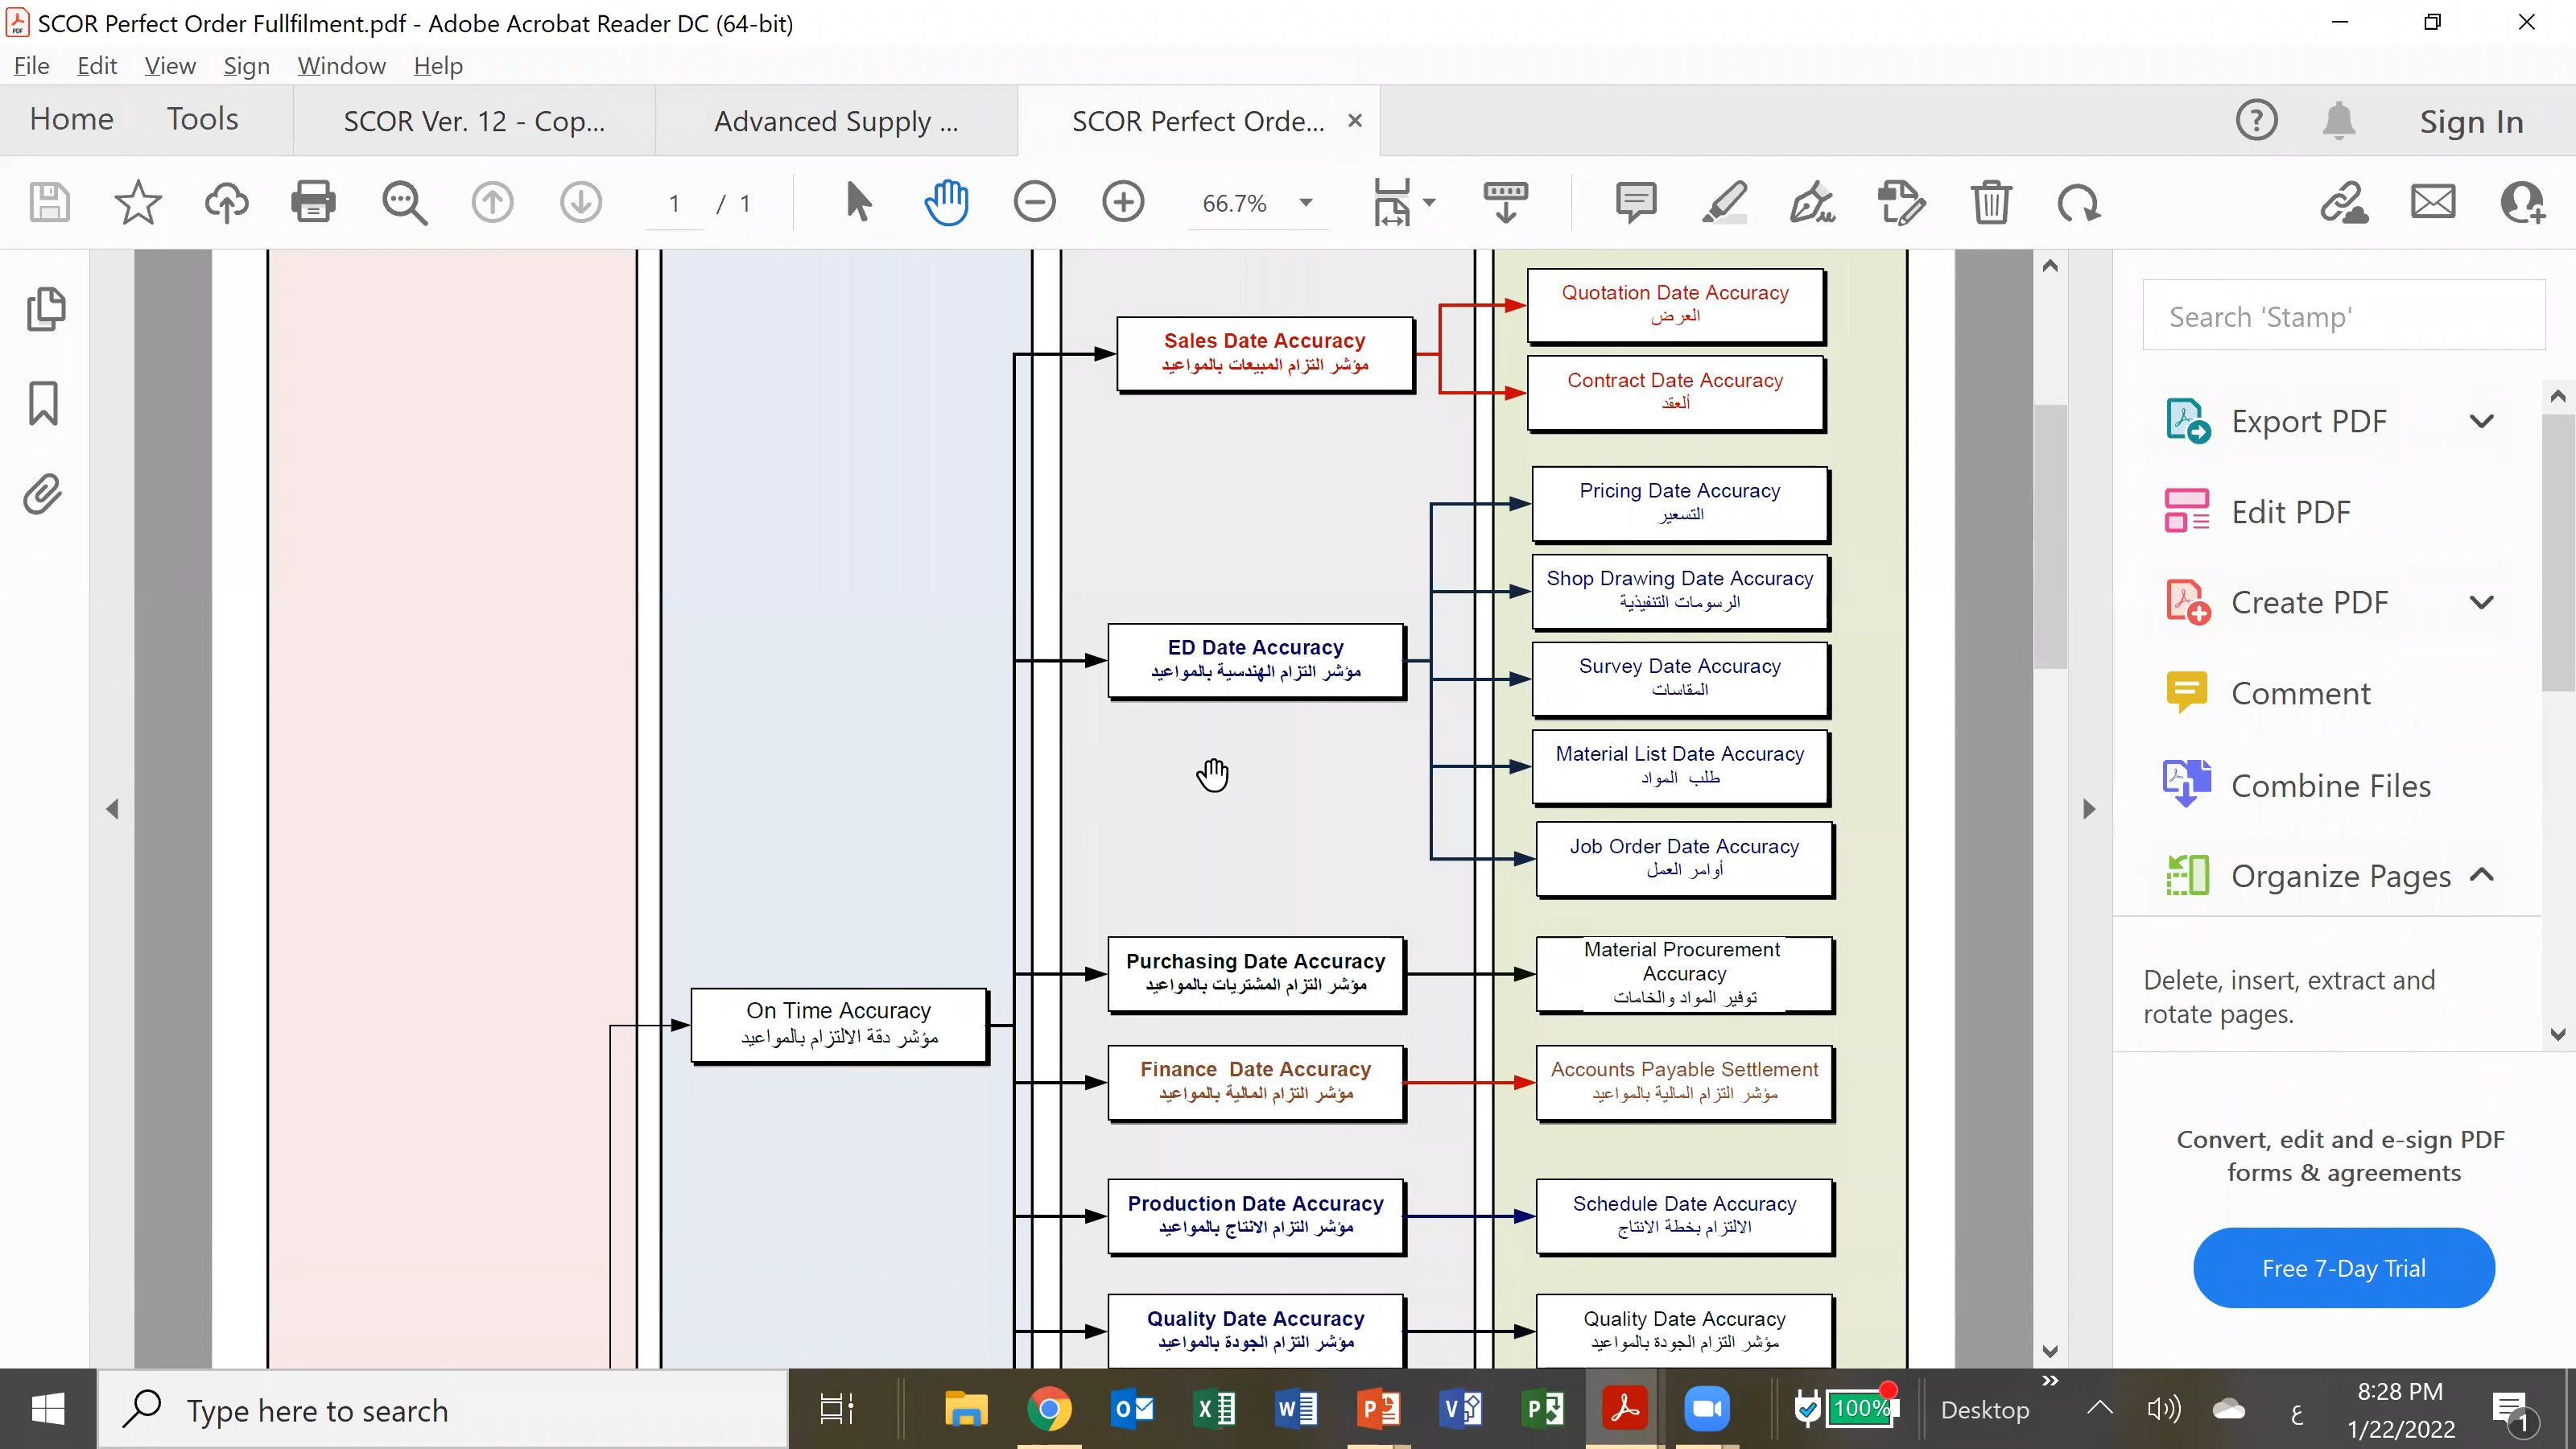 SCOR Perfect Order Fullfilment.pdf - Adobe Acrobat Reader DC (64-bit)
File Edit View Sign Window Help
Home Tools SCOR Ver. 12 - Cop... Advanced Supply ... SCOR Perfect Orde... Sign In
1 / 1 66.7%
Quotation Date Accuracy
العرض
Sales Date Accuracy
مؤشر التزام المبيعات بالمواعيد
Contract Date Accuracy
ألعقد
Pricing Date Accuracy
التسعير
Shop Drawing Date Accuracy
الرسومات التنفيذية
ED Date Accuracy
مؤشر التزام الهندسية بالمواعيد
Survey Date Accuracy
المقاسات
Material List Date Accuracy
طلب المواد
Job Order Date Accuracy
أوامر العمل
Purchasing Date Accuracy
مؤشر التزام المشتريات بالمواعيد
Material Procurement
Accuracy
توفير المواد والخامات
On Time Accuracy
مؤشر دقة الالتزام بالمواعيد
Finance Date Accuracy
مؤشر التزام المالية بالمواعيد
Accounts Payable Settlement
مؤشر التزام المالية بالمواعيد
Production Date Accuracy
مؤشر التزام الانتاج بالمواعيد
Schedule Date Accuracy
الالتزام بخطة الانتاج
Quality Date Accuracy
مؤشر التزام الجودة بالمواعيد
Quality Date Accuracy
مؤشر التزام الجودة بالمواعيد
Search 'Stamp'
Export PDF
Edit PDF
Create PDF
Comment
Combine Files
Organize Pages
Delete, insert, extract and
rotate pages.
Convert, edit and e-sign PDF
forms & agreements
Free 7-Day Trial
Type here to search
100%
Desktop
ع
8:28 PM
1/22/2022
1